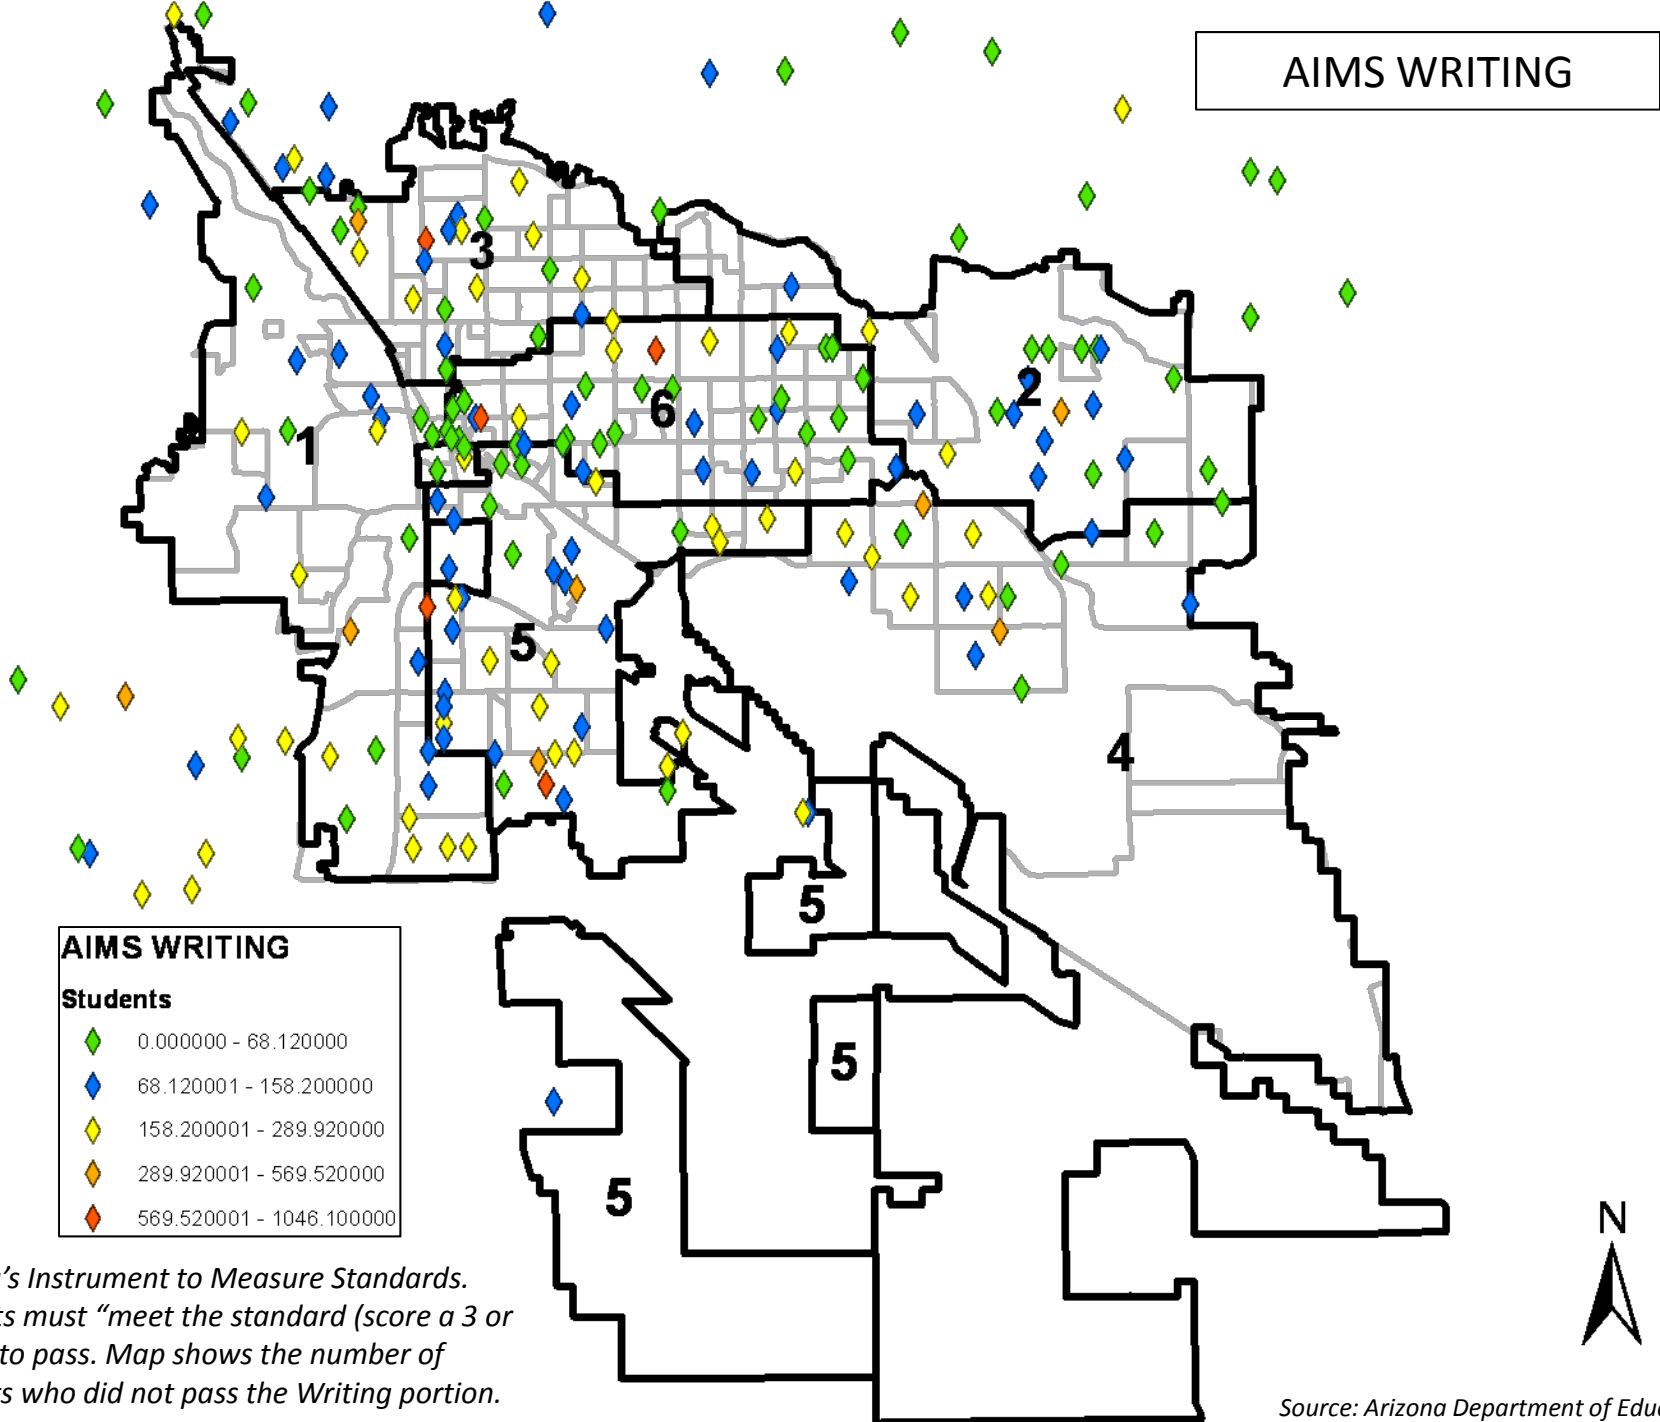 AIMS WRITING
3
2
6
1
5
4
5
5
5
AIMS WRITING
Students
0.000000 - 68.120000
68.120001 - 158.200000
158.200001 - 289.920000
289.920001 - 569.520000
569.520001 - 1046.100000
N
's Instrument to Measure Standards.
ts must “meet the standard (score a 3 or
to pass. Map shows the number of
s who did not pass the Writing portion.
Source: Arizona Department of Edu